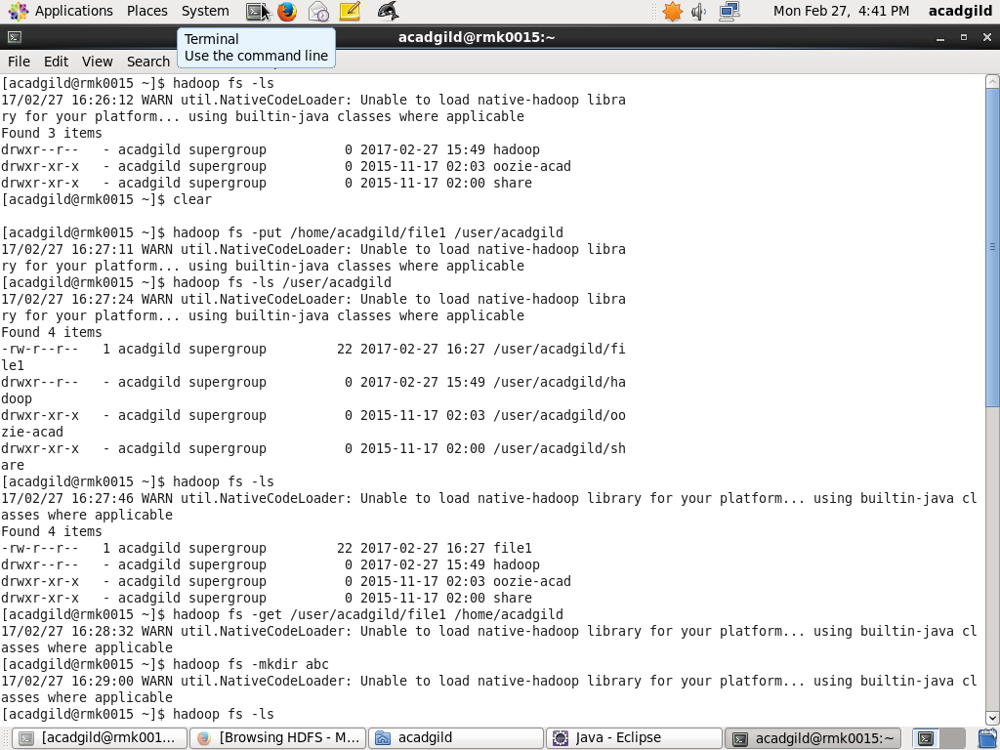 Applications Places System Mon Feb 27, 4:41 PM acadgild
acadgild@rmk0015:~
Terminal
Use the command line
File Edit View Search
[acadgild@rmk0015 ~]$ hadoop fs -ls
17/02/27 16:26:12 WARN util.NativeCodeLoader: Unable to load native-hadoop libra
ry for your platform... using builtin-java classes where applicable
Found 3 items
drwxr--r--   - acadgild supergroup          0 2017-02-27 15:49 hadoop
drwxr-xr-x   - acadgild supergroup          0 2015-11-17 02:03 oozie-acad
drwxr-xr-x   - acadgild supergroup          0 2015-11-17 02:00 share
[acadgild@rmk0015 ~]$ clear
[acadgild@rmk0015 ~]$ hadoop fs -put /home/acadgild/file1 /user/acadgild
17/02/27 16:27:11 WARN util.NativeCodeLoader: Unable to load native-hadoop libra
ry for your platform... using builtin-java classes where applicable
[acadgild@rmk0015 ~]$ hadoop fs -ls /user/acadgild
17/02/27 16:27:24 WARN util.NativeCodeLoader: Unable to load native-hadoop libra
ry for your platform... using builtin-java classes where applicable
Found 4 items
-rw-r--r--   1 acadgild supergroup         22 2017-02-27 16:27 /user/acadgild/fi
le1
drwxr--r--   - acadgild supergroup          0 2017-02-27 15:49 /user/acadgild/ha
doop
drwxr-xr-x   - acadgild supergroup          0 2015-11-17 02:03 /user/acadgild/oo
zie-acad
drwxr-xr-x   - acadgild supergroup          0 2015-11-17 02:00 /user/acadgild/sh
are
[acadgild@rmk0015 ~]$ hadoop fs -ls
17/02/27 16:27:46 WARN util.NativeCodeLoader: Unable to load native-hadoop library for your platform... using builtin-java cl
asses where applicable
Found 4 items
-rw-r--r--   1 acadgild supergroup         22 2017-02-27 16:27 file1
drwxr--r--   - acadgild supergroup          0 2017-02-27 15:49 hadoop
drwxr-xr-x   - acadgild supergroup          0 2015-11-17 02:03 oozie-acad
drwxr-xr-x   - acadgild supergroup          0 2015-11-17 02:00 share
[acadgild@rmk0015 ~]$ hadoop fs -get /user/acadgild/file1 /home/acadgild
17/02/27 16:28:32 WARN util.NativeCodeLoader: Unable to load native-hadoop library for your platform... using builtin-java cl
asses where applicable
[acadgild@rmk0015 ~]$ hadoop fs -mkdir abc
17/02/27 16:29:00 WARN util.NativeCodeLoader: Unable to load native-hadoop library for your platform... using builtin-java cl
asses where applicable
[acadgild@rmk0015 ~]$ hadoop fs -ls
[acadgild@rmk001... [Browsing HDFS - M... acadgild Java - Eclipse acadgild@rmk0015:~